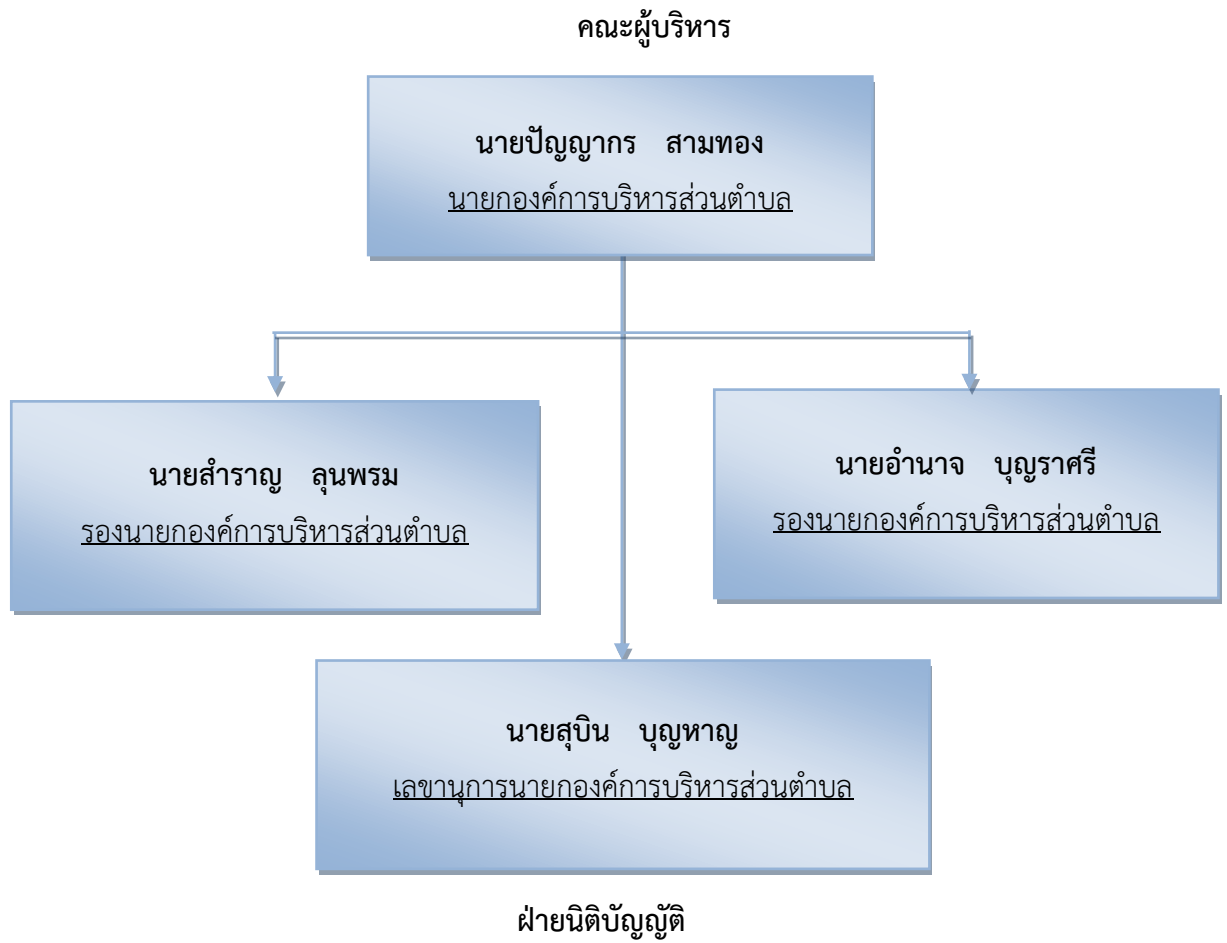 คณะผู้บริหาร
นายปัญญากร สามทอง
นายกองค์การบริหารส่วนตำบล
นายสำราญ ลุนพรม
รองนายกองค์การบริหารส่วนตำบล
นายอำนาจ บุญราศรี
รองนายกองค์การบริหารส่วนตำบล
นายสุบิน บุญหาญ
เลขานุการนายกองค์การบริหารส่วนตำบล
ฝ่ายนิติบัญญัติ